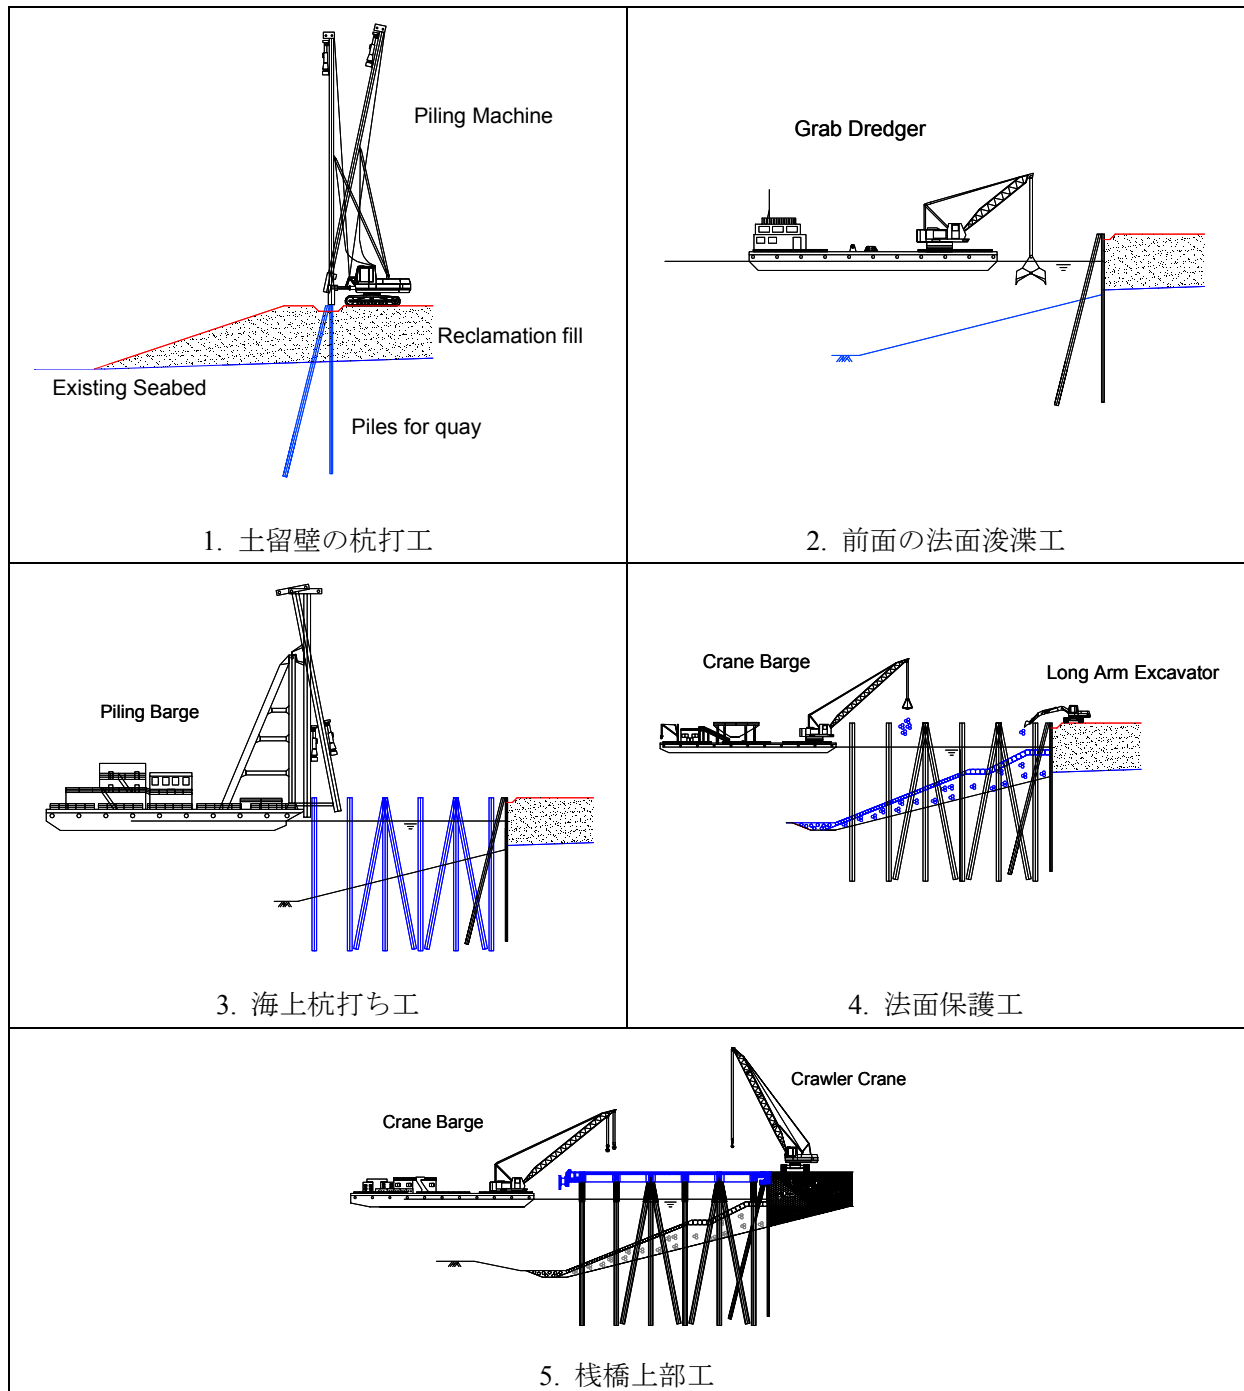 Piling Machine
Reclamation fill
Existing Seabed
Piles for quay
1. 土留壁の杭打工
Grab Dredger
2. 前面の法面浚渫工
Piling Barge
3. 海上杭打ち工
Crane Barge
Long Arm Excavator
4. 法面保護工
Crawler Crane
Crane Barge
5. 桟橋上部工